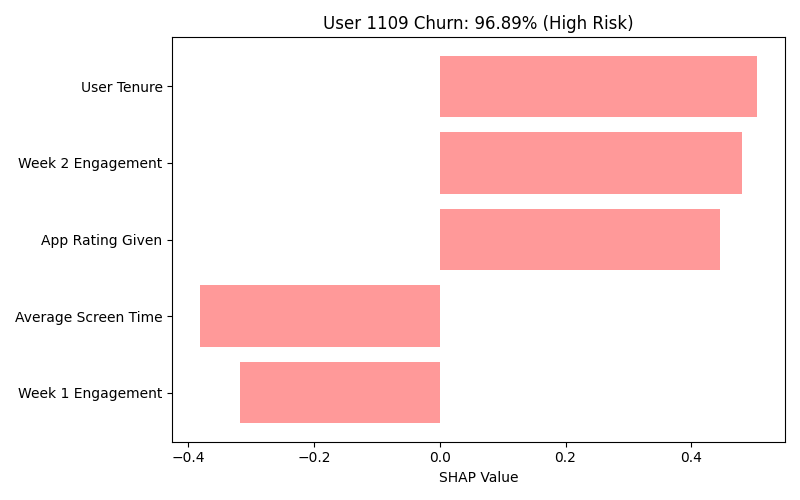 User 1109 Churn: 96.89% (High Risk)
User Tenure
Week 2 Engagement
App Rating Given
Average Screen Time
Week 1 Engagement
−0.4 −0.2 0.0 0.2 0.4
SHAP Value